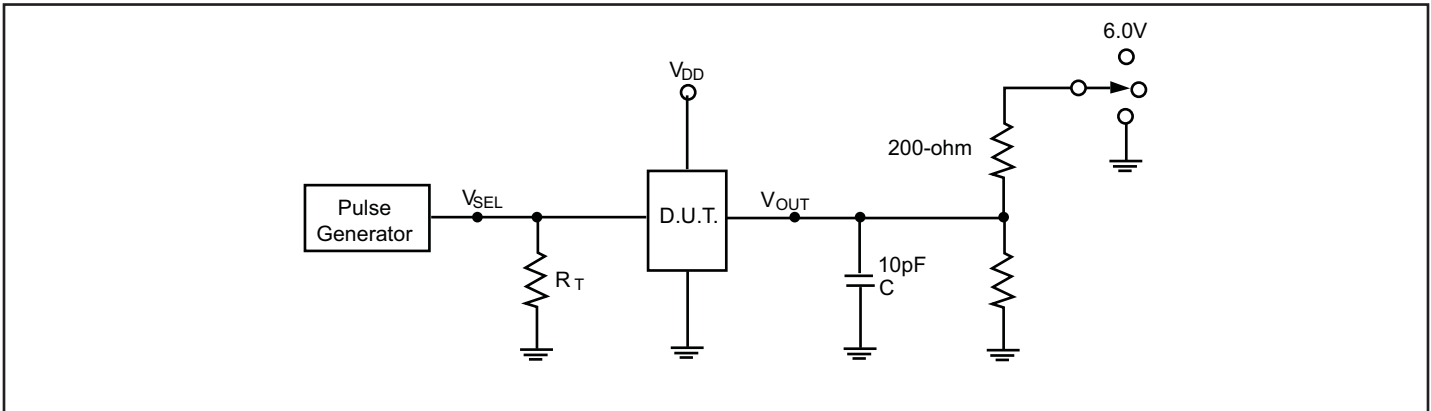 6.0V
VDD
200-ohm
Pulse
Generator
VSEL
D.U.T.
VOUT
RT
10pF
C